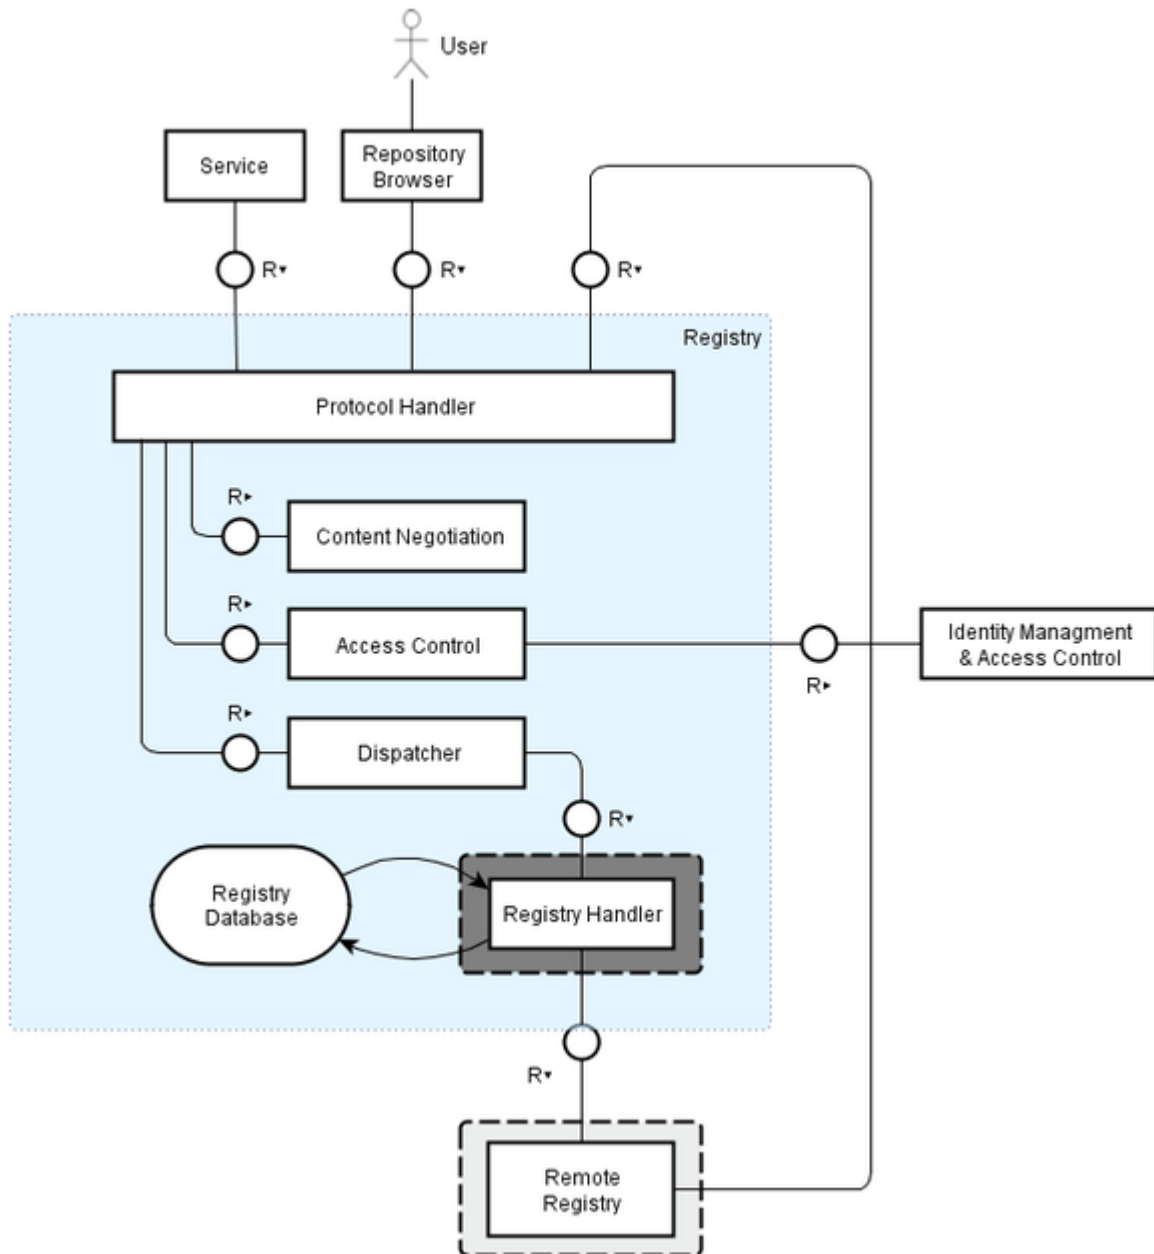 User
Service
Repository
Browser
R▾
R▾
R▾
Registry
Protocol Handler
R▸
Content Negotiation
R▸
Access Control
Identity Managment
& Access Control
R▸
R▸
Dispatcher
R▾
Registry
Database
Registry Handler
R▾
Remote
Registry